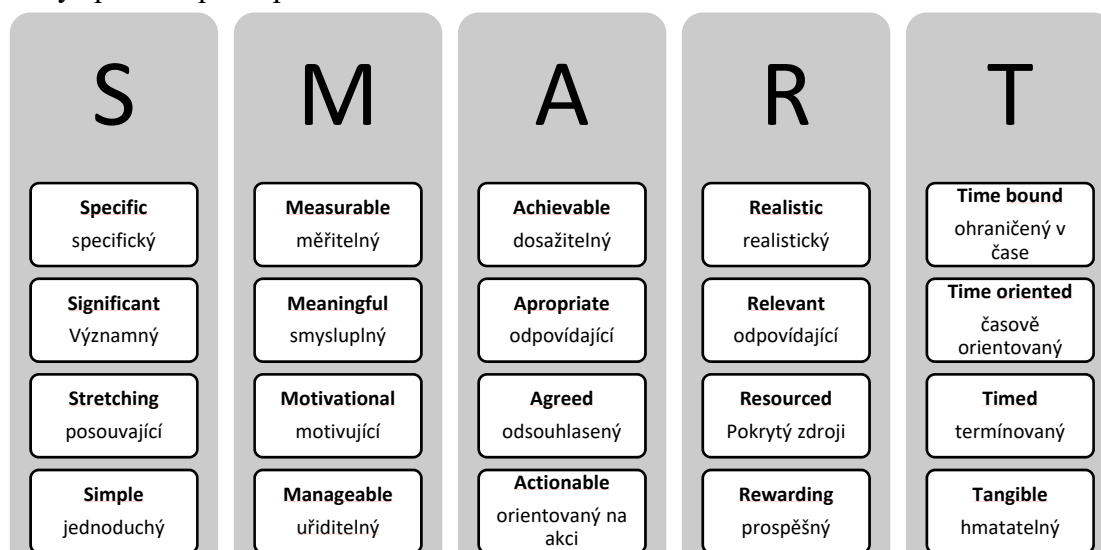 S
Specific
specifický
Significant
Významný
Stretching
posouvající
Simple
jednoduchý
M
Measurable
měřitelný
Meaningful
smysluplný
Motivational
motivující
Manageable
uřiditelný
A
Achievable
dosažitelný
Apropriate
odpovídající
Agreed
odsouhlasený
Actionable
orientovaný na
akci
R
Realistic
realistický
Relevant
odpovídající
Resourced
Pokrytý zdroji
Rewarding
prospěšný
T
Time bound
ohraničený v
čase
Time oriented
časově
orientovaný
Timed
termínovaný
Tangible
hmatatelný